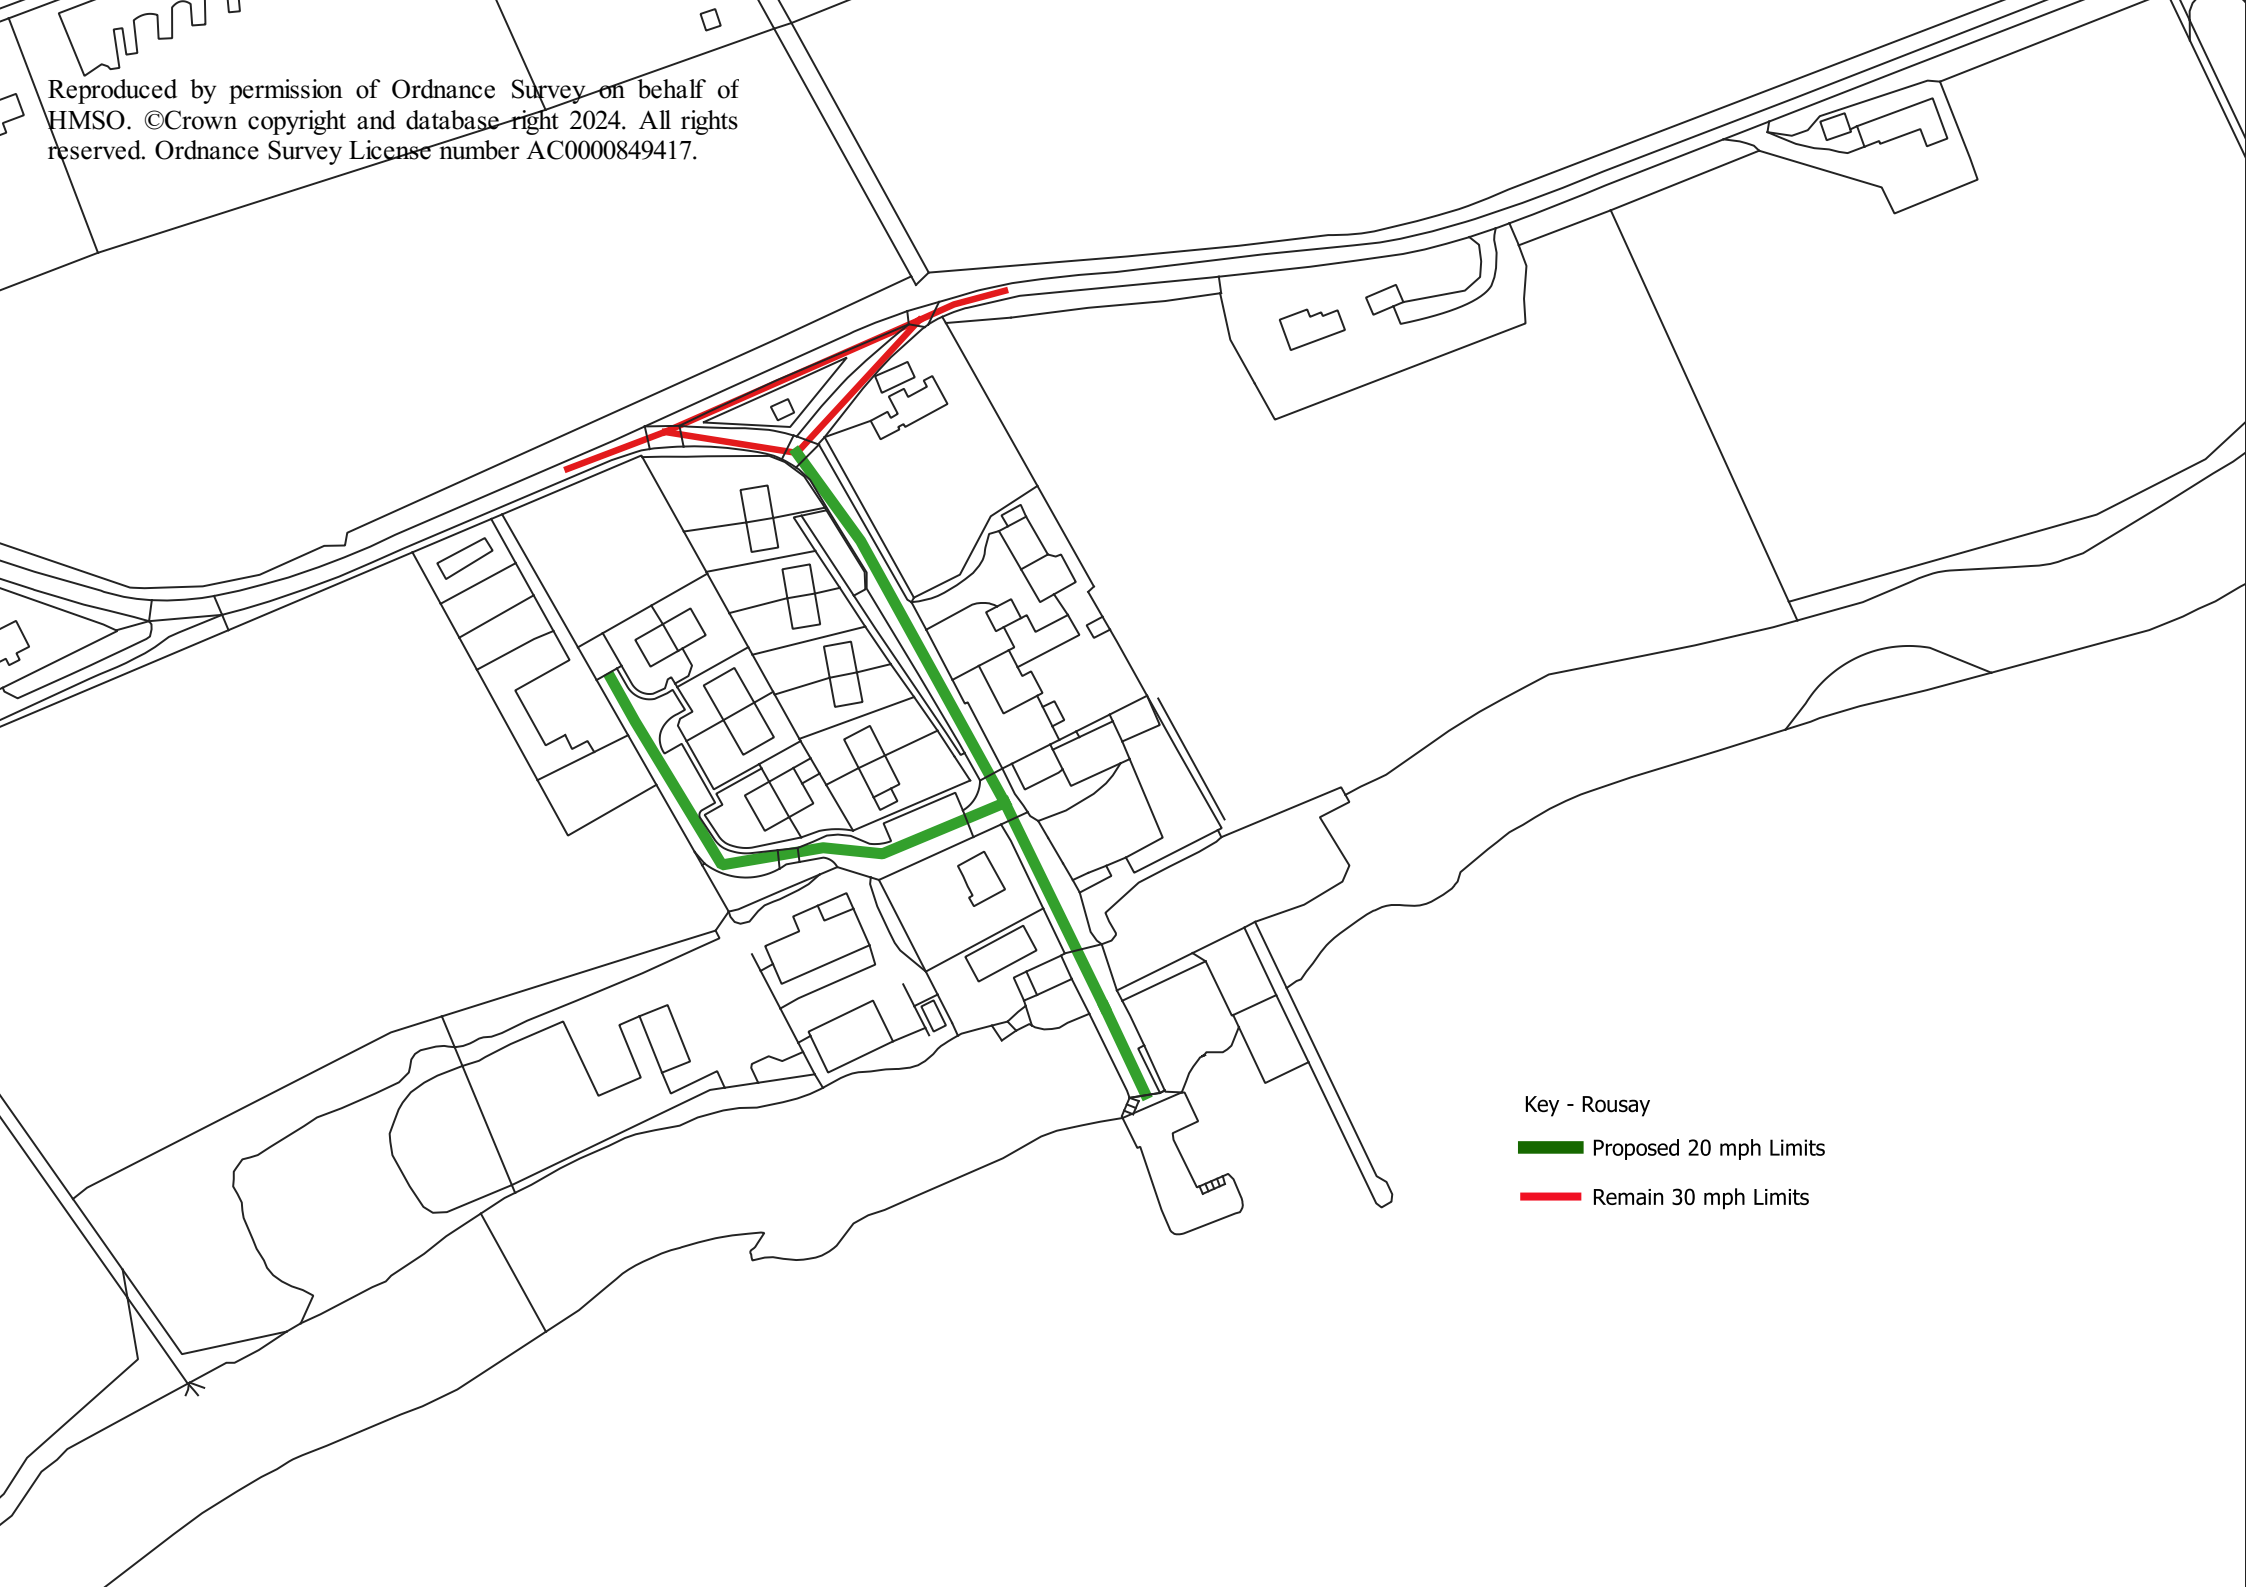 Reproduced by permission of Ordnance Survey on behalf of
HMSO. ©Crown copyright and database right 2024. All rights
reserved. Ordnance Survey License number AC0000849417.
Key - Rousay
Proposed 20 mph Limits
Remain 30 mph Limits